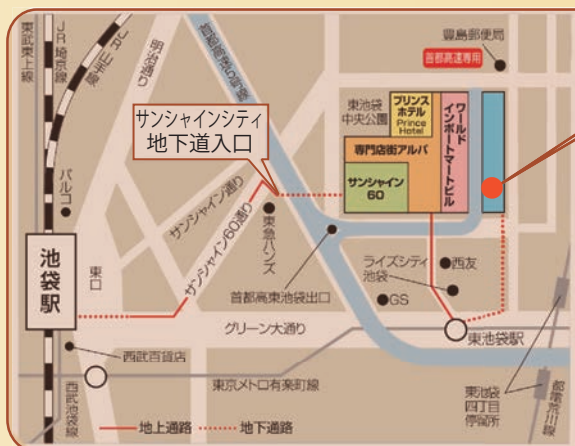 東武東上線
JR埼京線
JR山手線
明治通り
首都高速5号線
豊島郵便局
首都高速専用
サンシャインシティ
地下道入口
東池袋
中央公園
プリンス
ホテル
Prince
Hotel
ワールド
インポートマートビル
専門店街アルパ
サンシャイン
60
パルコ
サンシャイン通り
サンシャイン60通り
東急ハンズ
池袋駅
東口
首都高東池袋出口
ライズシティ
池袋
西友
GS
グリーン大通り
東池袋駅
西武百貨店
西武池袋線
東京メトロ有楽町線
東池袋
四丁目
停留所
都電荒川線
地上通路
地下通路